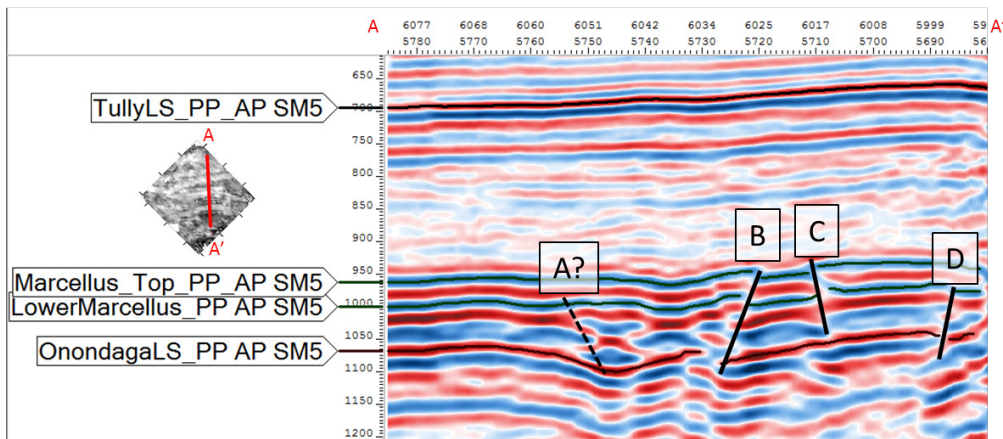 A 6077 6068 6060 6051 6042 6034 6025 6017 6008 5999 59 A'
5780 5770 5760 5750 5740 5730 5720 5710 5700 5690 56
650
TullyLS_PP_AP SM5 700
750
A
800
850
A'
900
B C
950
A? D
Marcellus_Top_PP_AP SM5
LowerMarcellus_PP AP SM5 1000
1050
OnondagaLS_PP AP SM5
1100
1150
1200